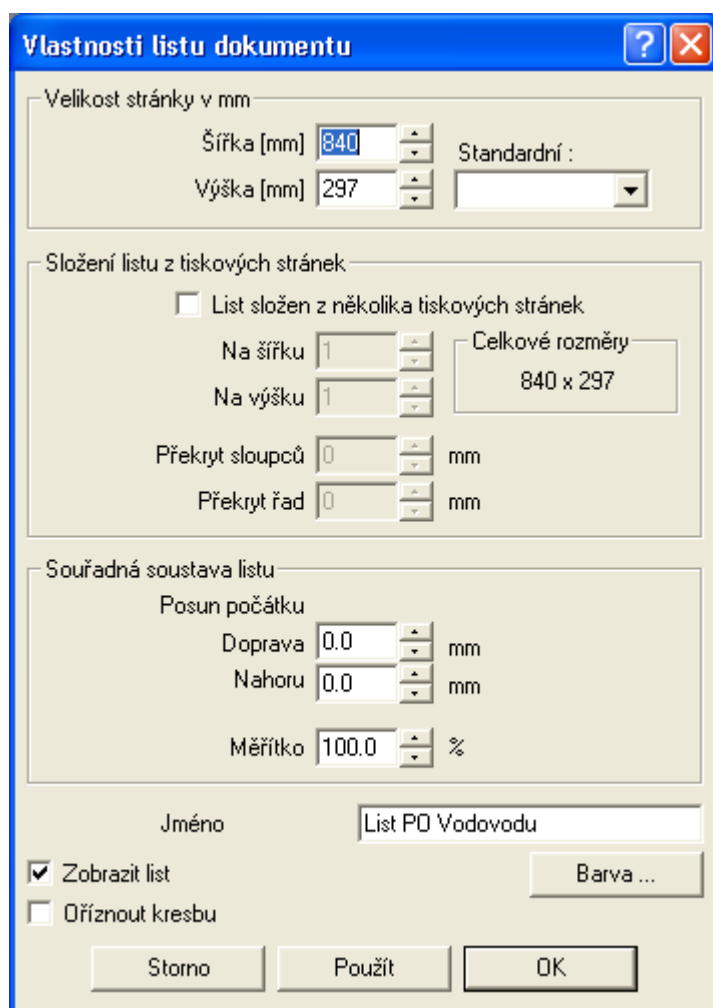 Vlastnosti listu dokumentu
Velikost stránky v mm
Šířka [mm] 840
Standardní :
Výška [mm] 297
Složení listu z tiskových stránek
List složen z několika tiskových stránek
Na šířku 1
Celkové rozměry
Na výšku 1
840 x 297
Překryt sloupců 0 mm
Překryt řad 0 mm
Souřadná soustava listu
Posun počátku
Doprava 0.0 mm
Nahoru 0.0 mm
Měřítko 100.0 %
Jméno List PO Vodovodu
Zobrazit list
Barva ...
Oříznout kresbu
Storno Použít OK